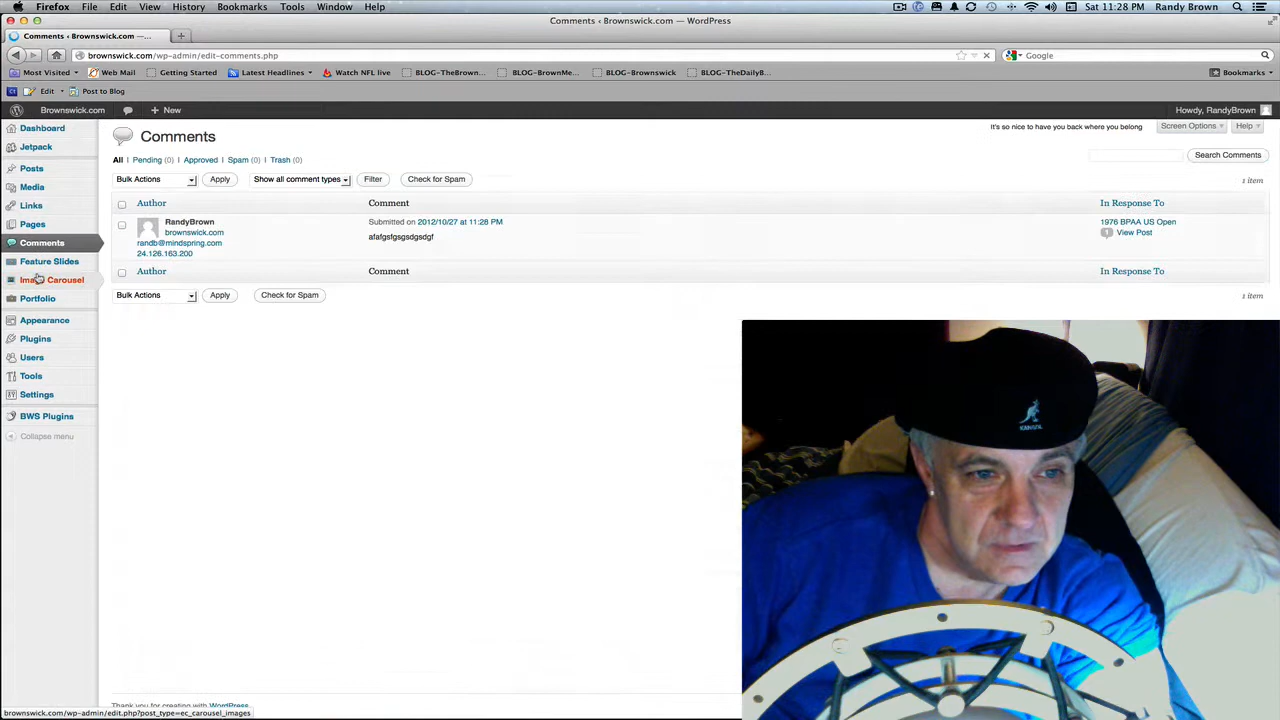 Firefox File Edit View History Bookmarks Tools Window Help Sat 11:28 PM Randy Brown
Comments ‹ Brownswick.com — WordPress
Comments ‹ Brownswick.com —...
brownswick.com/wp-admin/edit-comments.php Google
Most Visited Web Mail Getting Started Latest Headlines Watch NFL live BLOG-TheBrown... BLOG-BrownMe... BLOG-Brownswick BLOG-TheDailyB... Bookmarks
Edit Post to Blog
Brownswick.com + New Howdy, RandyBrown
Dashboard
Jetpack
Posts
Media
Links
Pages
Comments
Feature Slides
Carousel
Portfolio
Appearance
Plugins
Users
Tools
Settings
BWS Plugins
Collapse menu
It's so nice to have you back where you belong Screen Options Help
Comments
All | Pending (0) | Approved | Spam (0) | Trash (0)
Search Comments
Bulk Actions Apply Show all comment types Filter Check for Spam 1 item
Author Comment In Response To
RandyBrown
brownswick.com
randb@mindspring.com
24.126.163.200
Submitted on 2012/10/27 at 11:28 PM
afafgsfgsgsdgsdgf
1976 BPAA US Open
1 View Post
Author Comment In Response To
Bulk Actions Apply Check for Spam 1 item
KANGOL
Thank you for creating with WordPress
brownswick.com/wp-admin/edit.php?post_type=ec_carousel_images